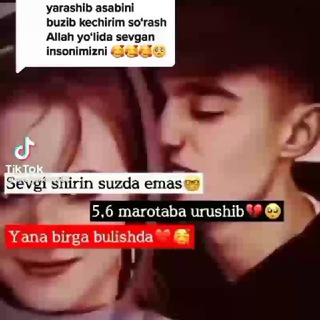 yarashib asabini
buzib kechirim so'rash
Allah yo'lida sevgan
insonimizni 🥰🥰🥰🥺
TikTok
Sevgi shirin suzda emas🤓
5,6 marotaba urushib💔🥺
Yana birga bulishda❤️🥰